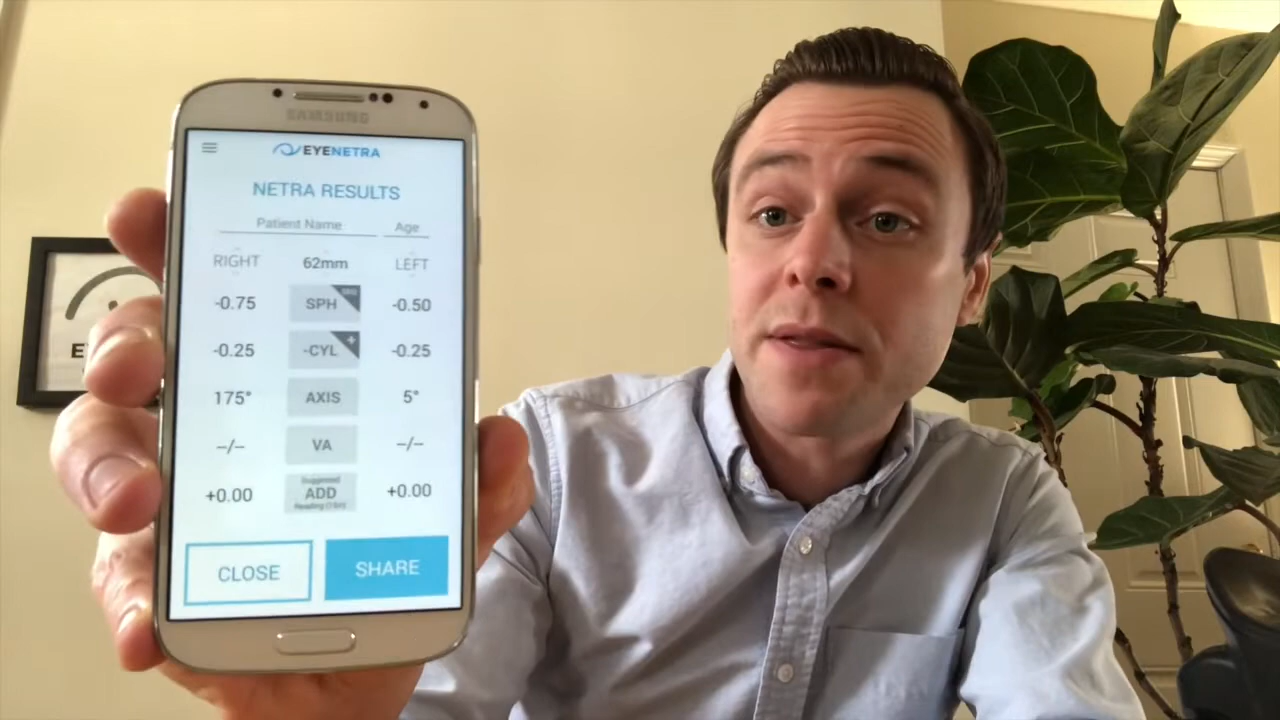 SAMSUNG
EYENETRA
NETRA RESULTS
Patient Name Age
RIGHT 62mm LEFT
-0.75 SPH -0.50
-0.25 -CYL + -0.25
175° AXIS 5°
--/-- VA --/--
Suggested
+0.00 ADD +0.00
CLOSE SHARE
E